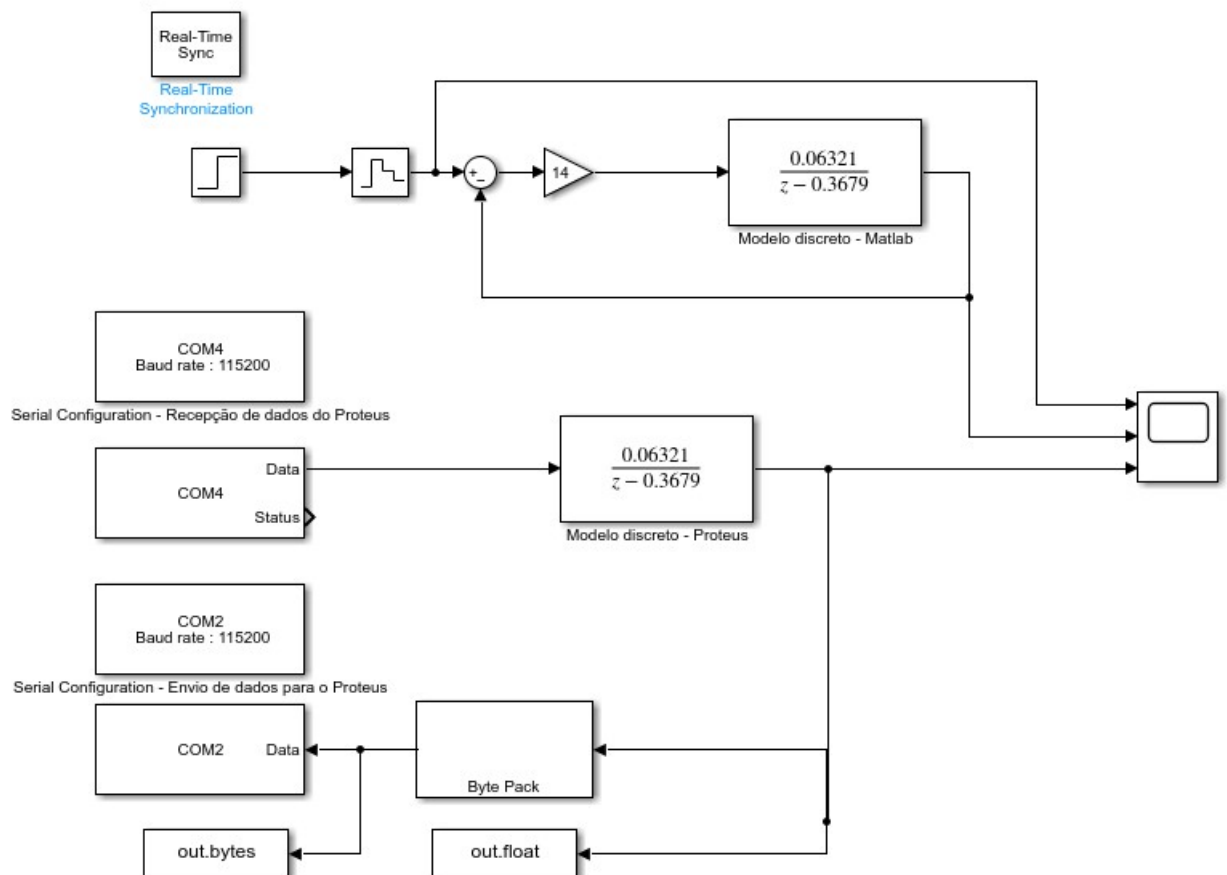 Real-Time
Sync
Real-Time
Synchronization
+
-
14
0.06321
z − 0.3679
Modelo discreto - Matlab
COM4
Baud rate : 115200
Serial Configuration - Recepção de dados do Proteus
Data
COM4
Status
0.06321
z − 0.3679
Modelo discreto - Proteus
COM2
Baud rate : 115200
Serial Configuration - Envio de dados para o Proteus
COM2 Data
Byte Pack
out.bytes
out.float